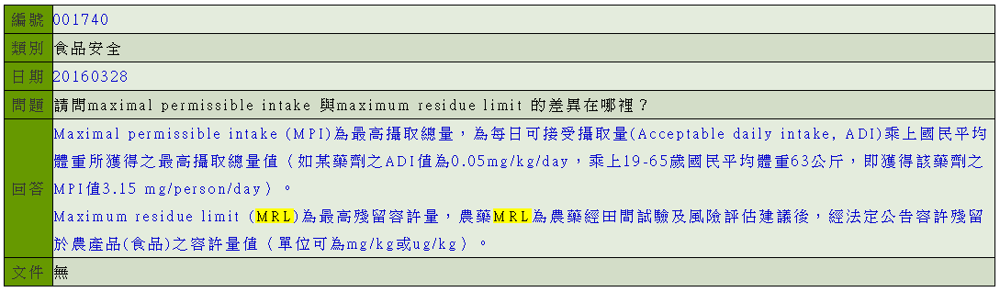 編號 001740
類別 食品安全
日期 20160328
問題 請問maximal permissible intake 與maximum residue limit 的差異在哪裡？
Maximal permissible intake (MPI)為最高攝取總量，為每日可接受攝取量(Acceptable daily intake, ADI)乘上國民平均
體重所獲得之最高攝取總量值（如某藥劑之ADI值為0.05mg/kg/day，乘上19-65歲國民平均體重63公斤，即獲得該藥劑之
回答 MPI值3.15 mg/person/day）。
Maximum residue limit (MRL)為最高殘留容許量，農藥MRL為農藥經田間試驗及風險評估建議後，經法定公告容許殘留
於農產品(食品)之容許量值（單位可為mg/kg或ug/kg）。
文件 無